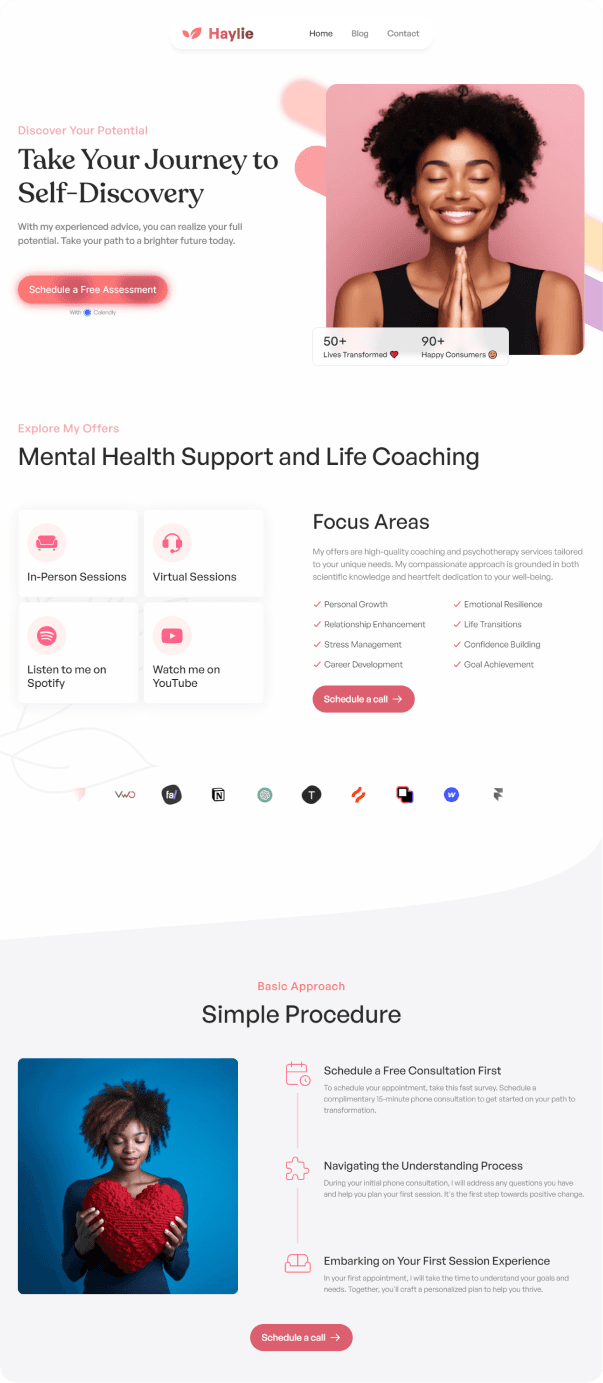 Haylie
Home
Blog
Contact
Discover Your Potential
Take Your Journey to
Self-Discovery
With my experienced advice, you can realize your full
potential. Take your path to a brighter future today.
Schedule a Free Assessment
With Calendly
50+
Lives Transformed
90+
Happy Consumers
Explore My Offers
Mental Health Support and Life Coaching
In-Person Sessions
Virtual Sessions
Listen to me on
Spotify
Watch me on
YouTube
Focus Areas
My offers are high-quality coaching and psychotherapy services tailored
to your unique needs. My compassionate approach is grounded in both
scientific knowledge and heartfelt dedication to your well-being.
Personal Growth
Emotional Resilience
Relationship Enhancement
Life Transitions
Stress Management
Confidence Building
Career Development
Goal Achievement
Schedule a call
VWO
fa/
N
T
w
Basic Approach
Simple Procedure
Schedule a Free Consultation First
To schedule your appointment, take this fast survey. Schedule a
complimentary 15-minute phone consultation to get started on your path to
transformation.
Navigating the Understanding Process
During your initial phone consultation, I will address any questions you have
and help you plan your first session. It's the first step towards positive change.
Embarking on Your First Session Experience
In your first appointment, I will take the time to understand your goals and
needs. Together, you'll craft a personalized plan to help you thrive.
Schedule a call